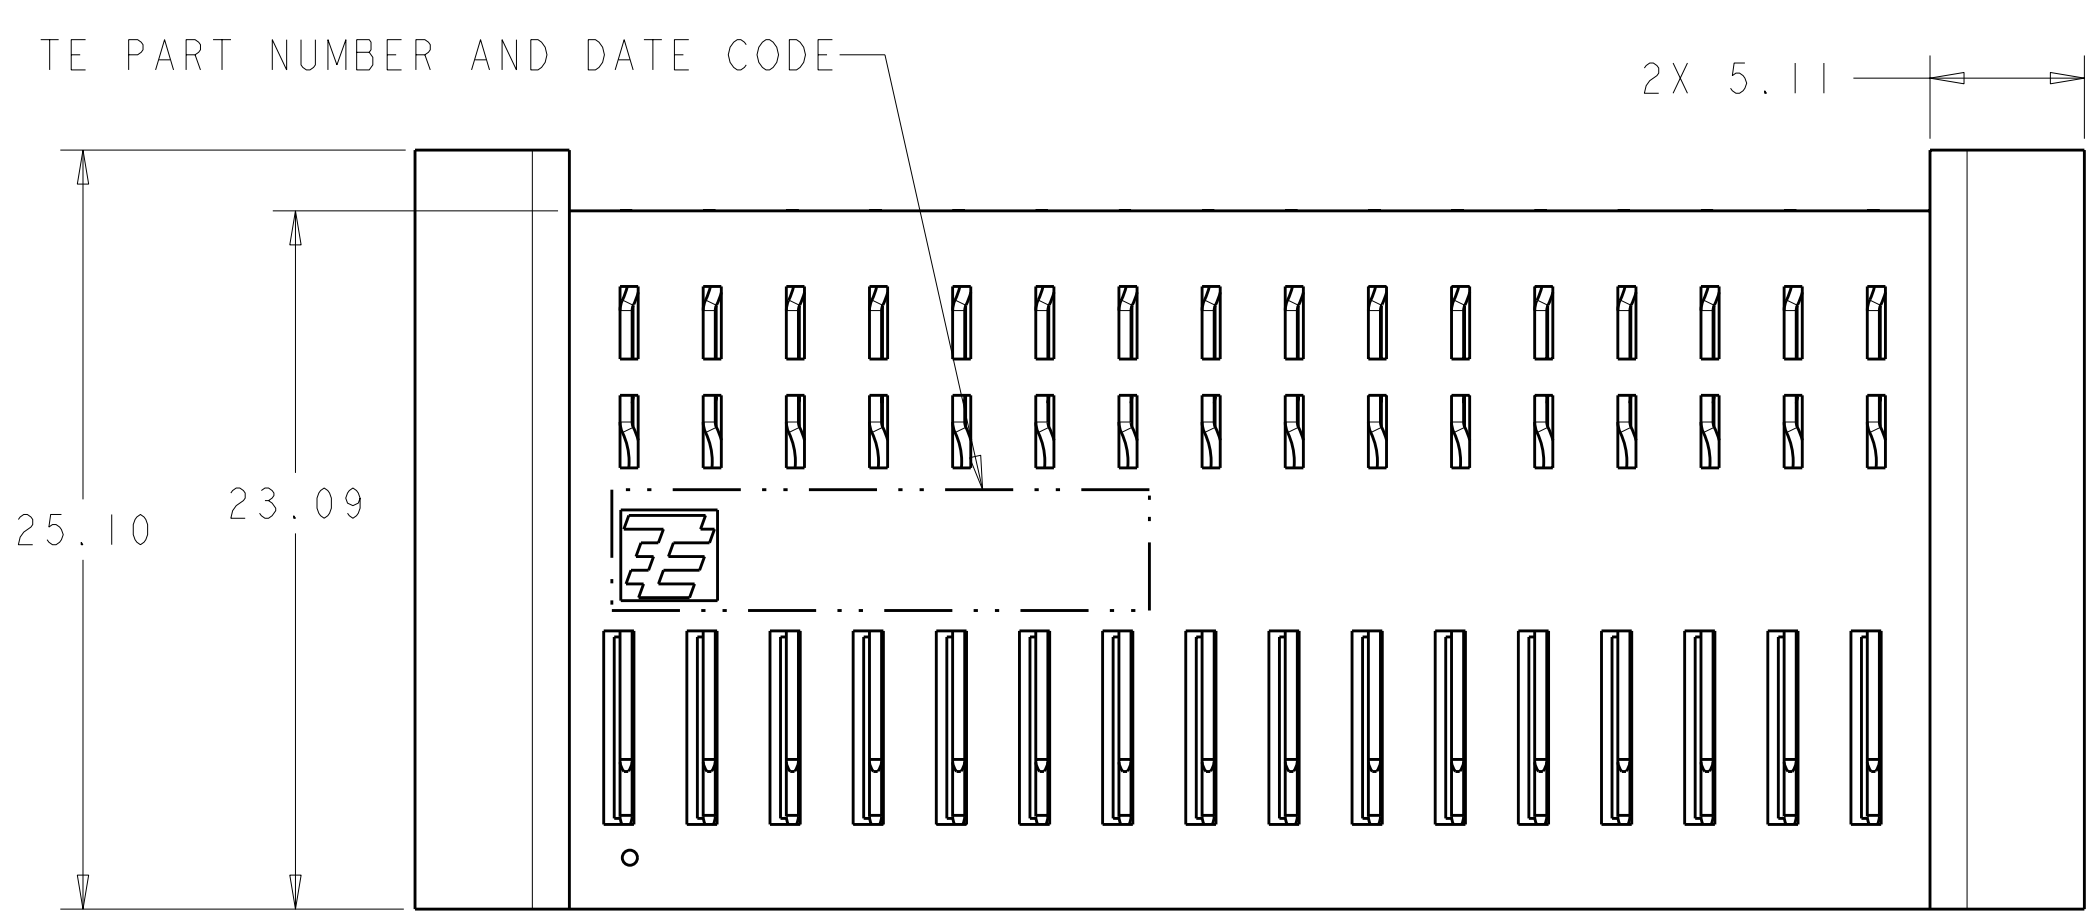 TE PART NUMBER AND DATE CODE
2X 5.11
23.09
25.10